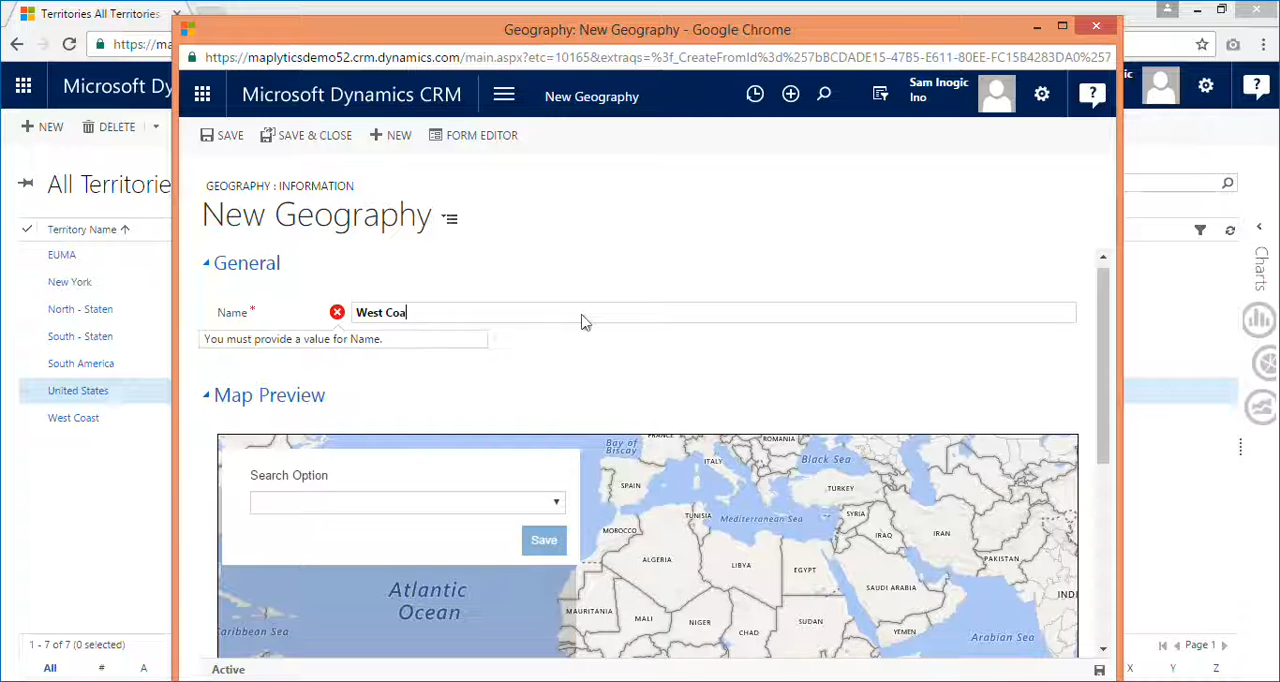 Territories All Territories
Geography: New Geography - Google Chrome
https://ma
https://maplyticsdemo52.crm.dynamics.com/main.aspx?etc=10165&extraqs=%3f_CreateFromId%3d%257bBCDADE15-47B5-E611-80EE-FC15B4283DA0%257
Microsoft Dy
Microsoft Dynamics CRM
New Geography
Sam Inogic
Ino
ic
?
?
NEW
DELETE
SAVE
SAVE & CLOSE
NEW
FORM EDITOR
All Territorie
GEOGRAPHY : INFORMATION
New Geography
Territory Name
EUMA
New York
North - Staten
South - Staten
South America
United States
West Coast
General
Name *
West Coa
You must provide a value for Name.
Map Preview
Search Option
Save
Bay of
Biscay
FRANCE
ROMANIA
ITALY
Black Sea
SPAIN
TURKEY
TUNISIA
Mediterranean Sea
SYRIA
MOROCCO
IRAQ
IRAN
ALGERIA
LIBYA
EGYPT
PAKISTAN
SAUDI ARABIA
INDI
Atlantic
Ocean
MAURITANIA
MALI
NIGER
CHAD
SUDAN
YEMEN
Arabian Sea
Caribbean Sea
Charts
1 - 7 of 7 (0 selected)
Page 1
All
#
A
X
Y
Z
Active